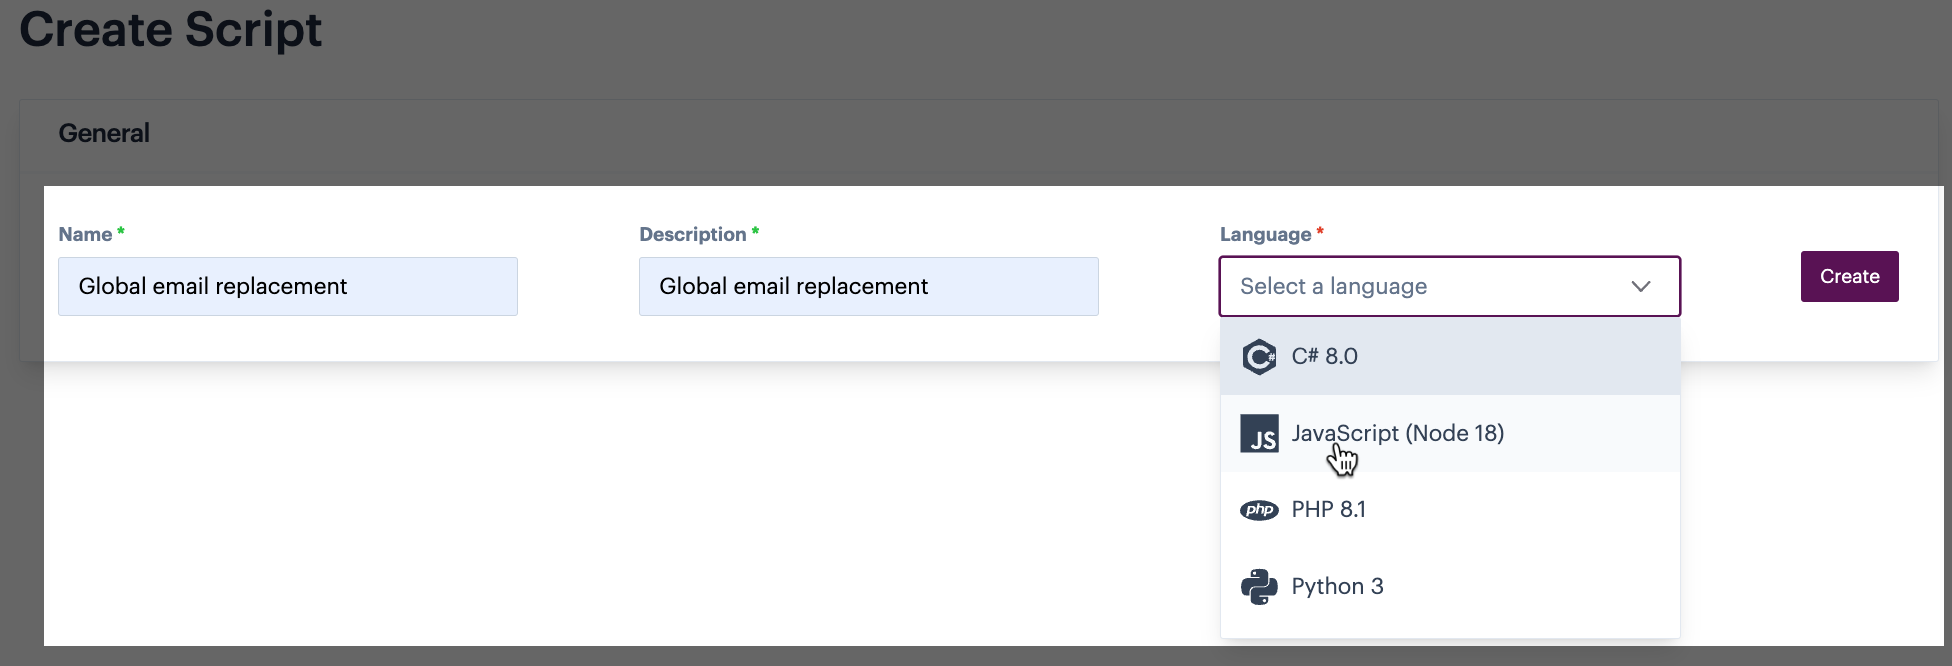 Create Script
General
Name *
Description *
Language *
Global email replacement
Global email replacement
Select a language
Create
C# 8.0
JS JavaScript (Node 18)
php PHP 8.1
Python 3